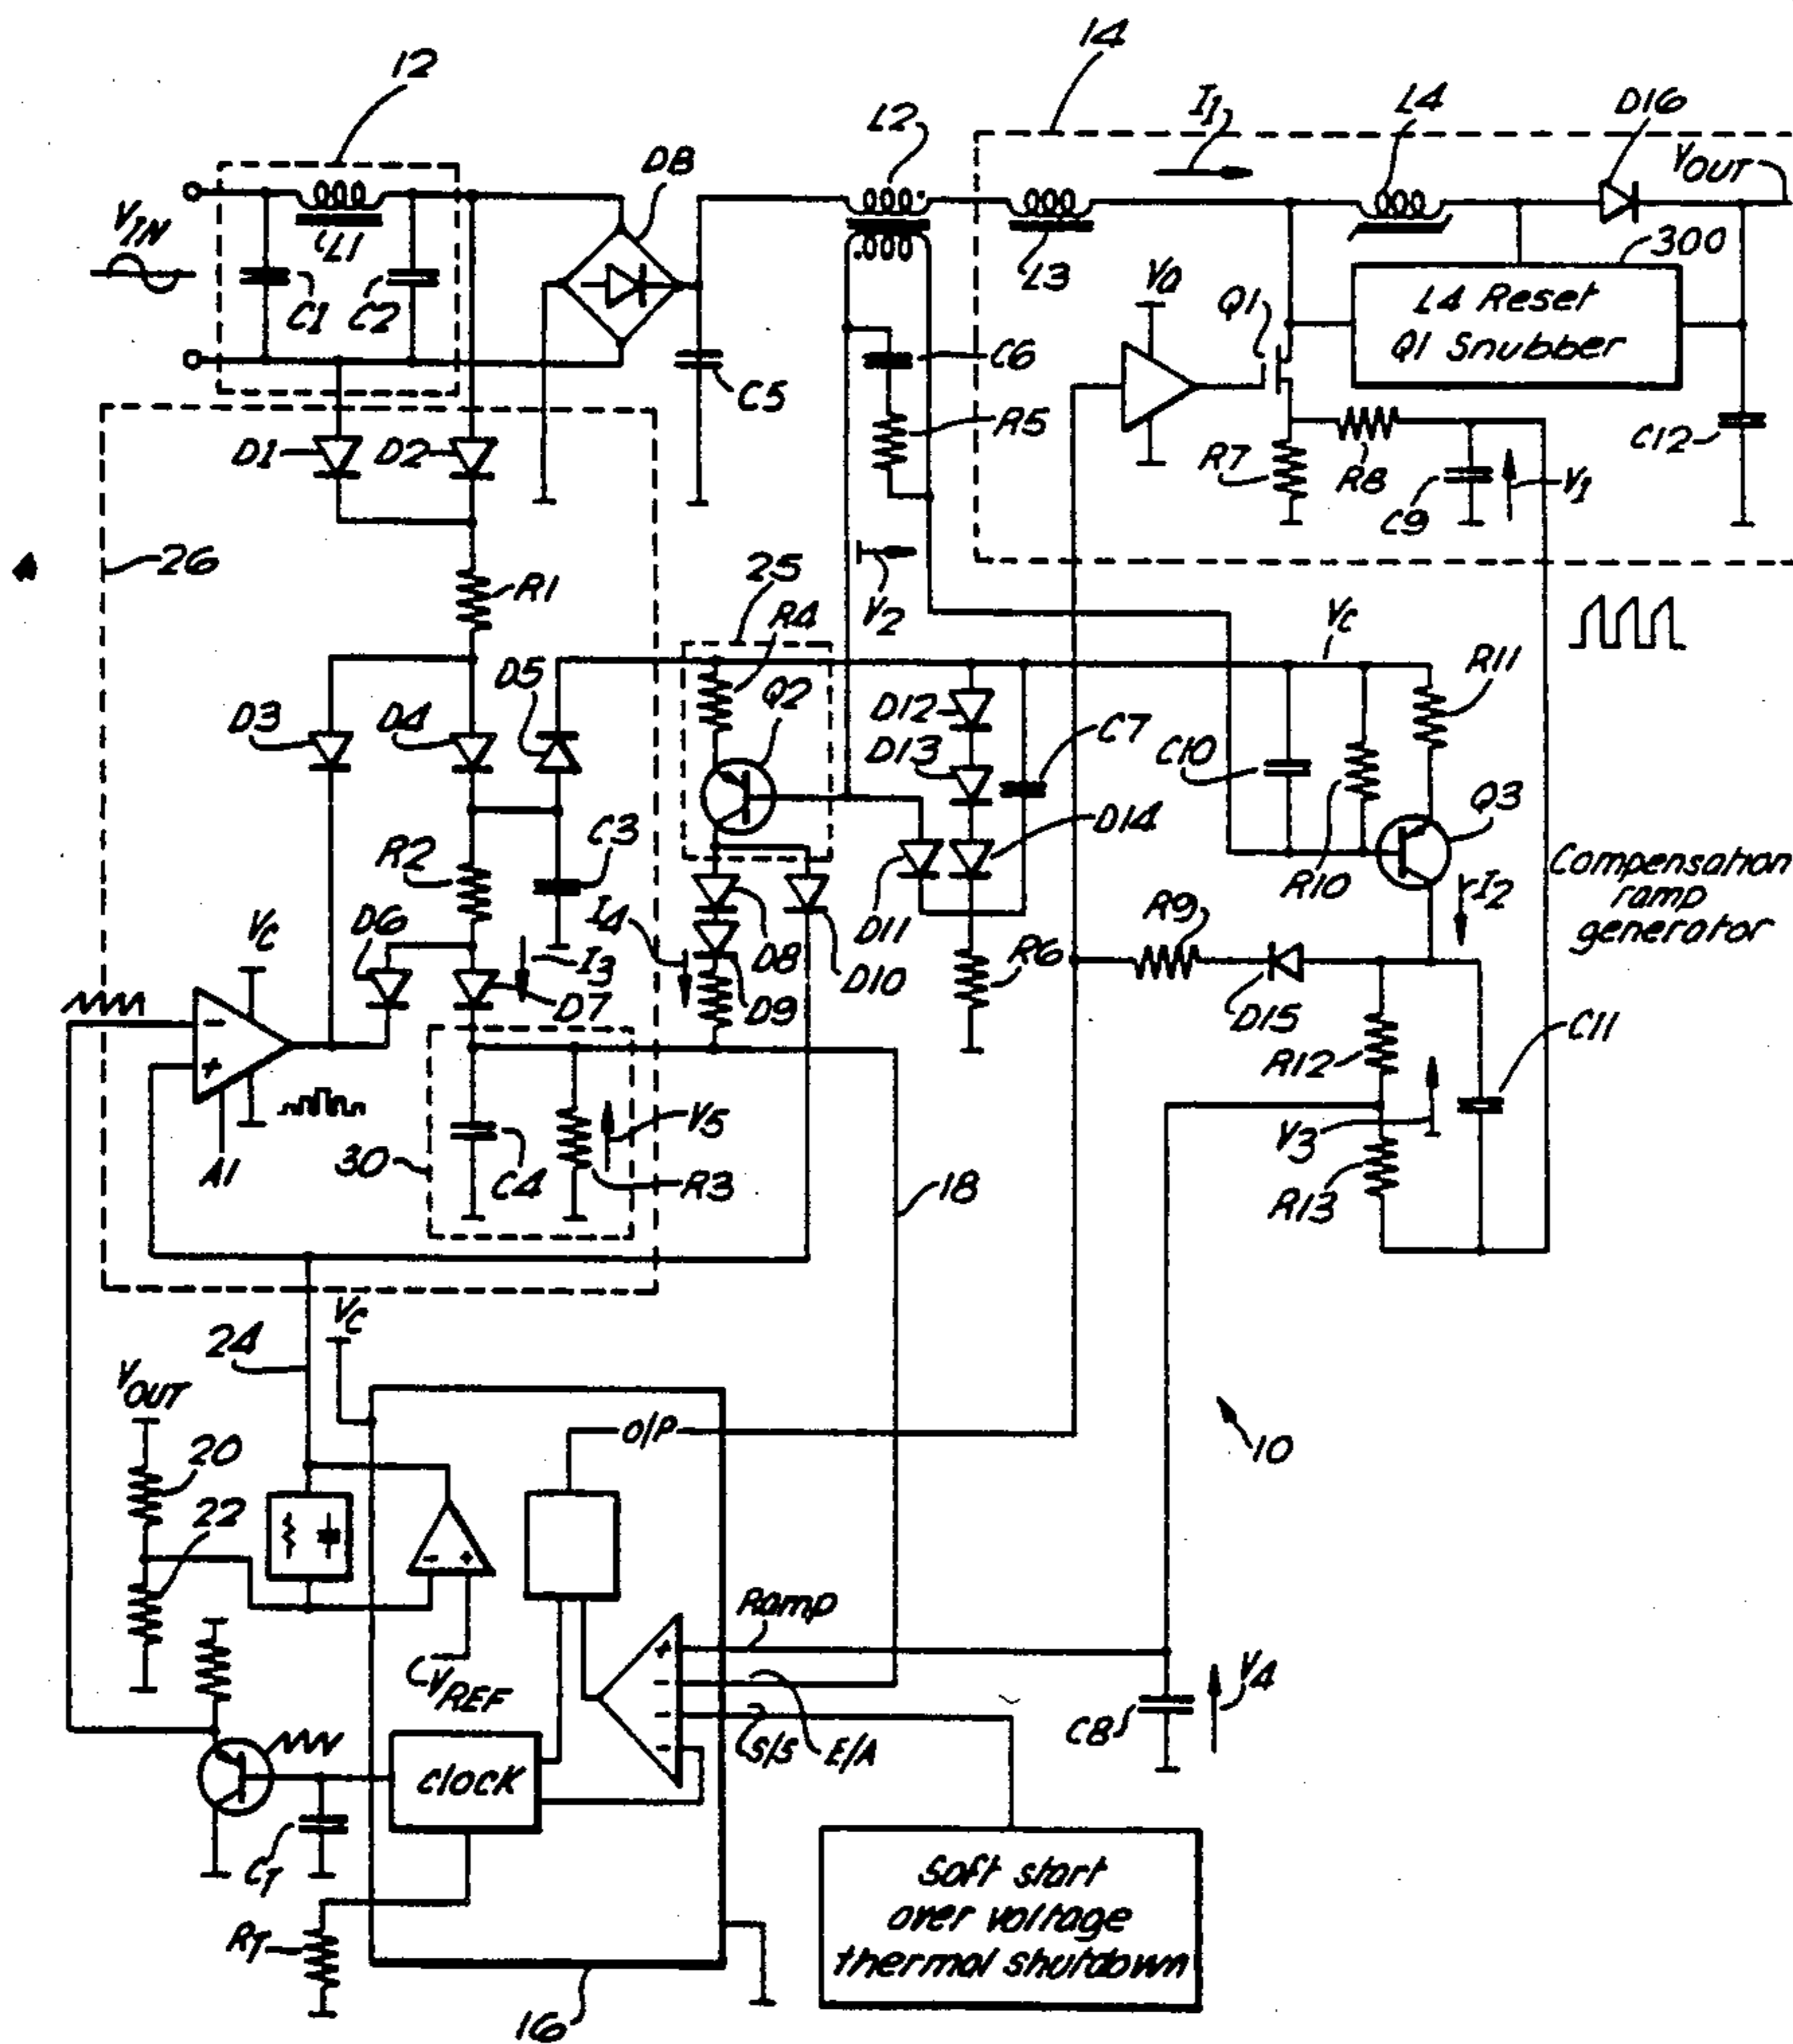 14
12
L2
I1
L4
D16
DB
VOUT
VIN
L1
300
L3
Va
Q1
L4 Reset
Q1 Snubber
C1
C2
C5
C6
R5
D1
D2
R7
R8
C9
V1
C12
26
R1
25
V2
R4
Vc
R11
D5
Q2
D12
C7
D3
D4
D13
C10
Q3
C3
D14
R2
R10
I2
Compensation
ramp
generator
D6
I4
D11
R9
Vc
I3
D8
D10
R6
D7
D9
D15
C11
R12
-
+
V5
V3
30
A1
C4
R3
18
R13
Vc
24
VOUT
O/P
10
20
22
-
+
Ramp
+
-
-
-
VREF
V4
C8
S/S
E/A
clock
CT
Soft start
over voltage
thermal shutdown
RT
16